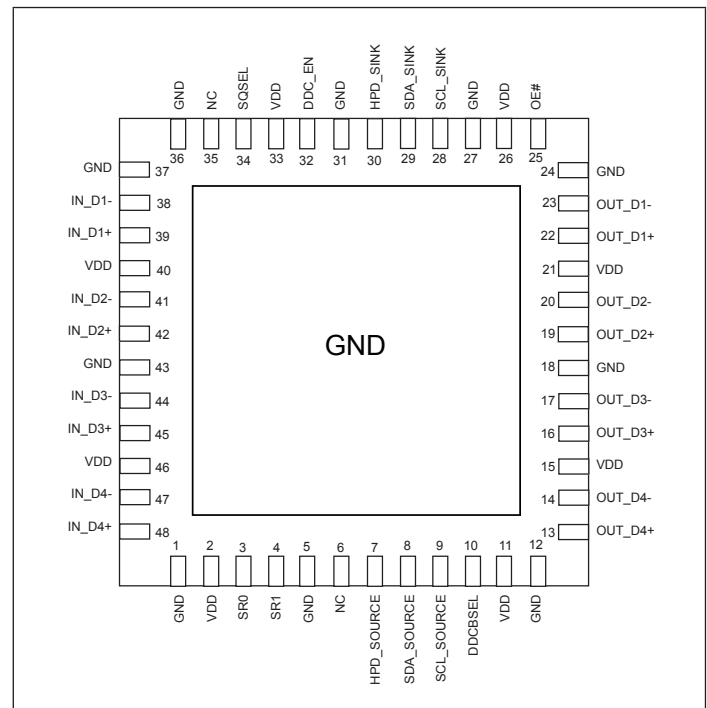 GND
NC
SQSEL
VDD
DDC_EN
GND
HPD_SINK
SDA_SINK
SCL_SINK
GND
VDD
OE#
36
35
34
33
32
31
30
29
28
27
26
25
GND 37
IN_D1- 38
IN_D1+ 39
VDD 40
IN_D2- 41
IN_D2+ 42
GND 43
IN_D3- 44
IN_D3+ 45
VDD 46
IN_D4- 47
IN_D4+ 48
GND
24 GND
23 OUT_D1-
22 OUT_D1+
21 VDD
20 OUT_D2-
19 OUT_D2+
18 GND
17 OUT_D3-
16 OUT_D3+
15 VDD
14 OUT_D4-
13 OUT_D4+
1
2
3
4
5
6
7
8
9
10
11
12
GND
VDD
SR0
SR1
GND
NC
HPD_SOURCE
SDA_SOURCE
SCL_SOURCE
DDCBSEL
VDD
GND